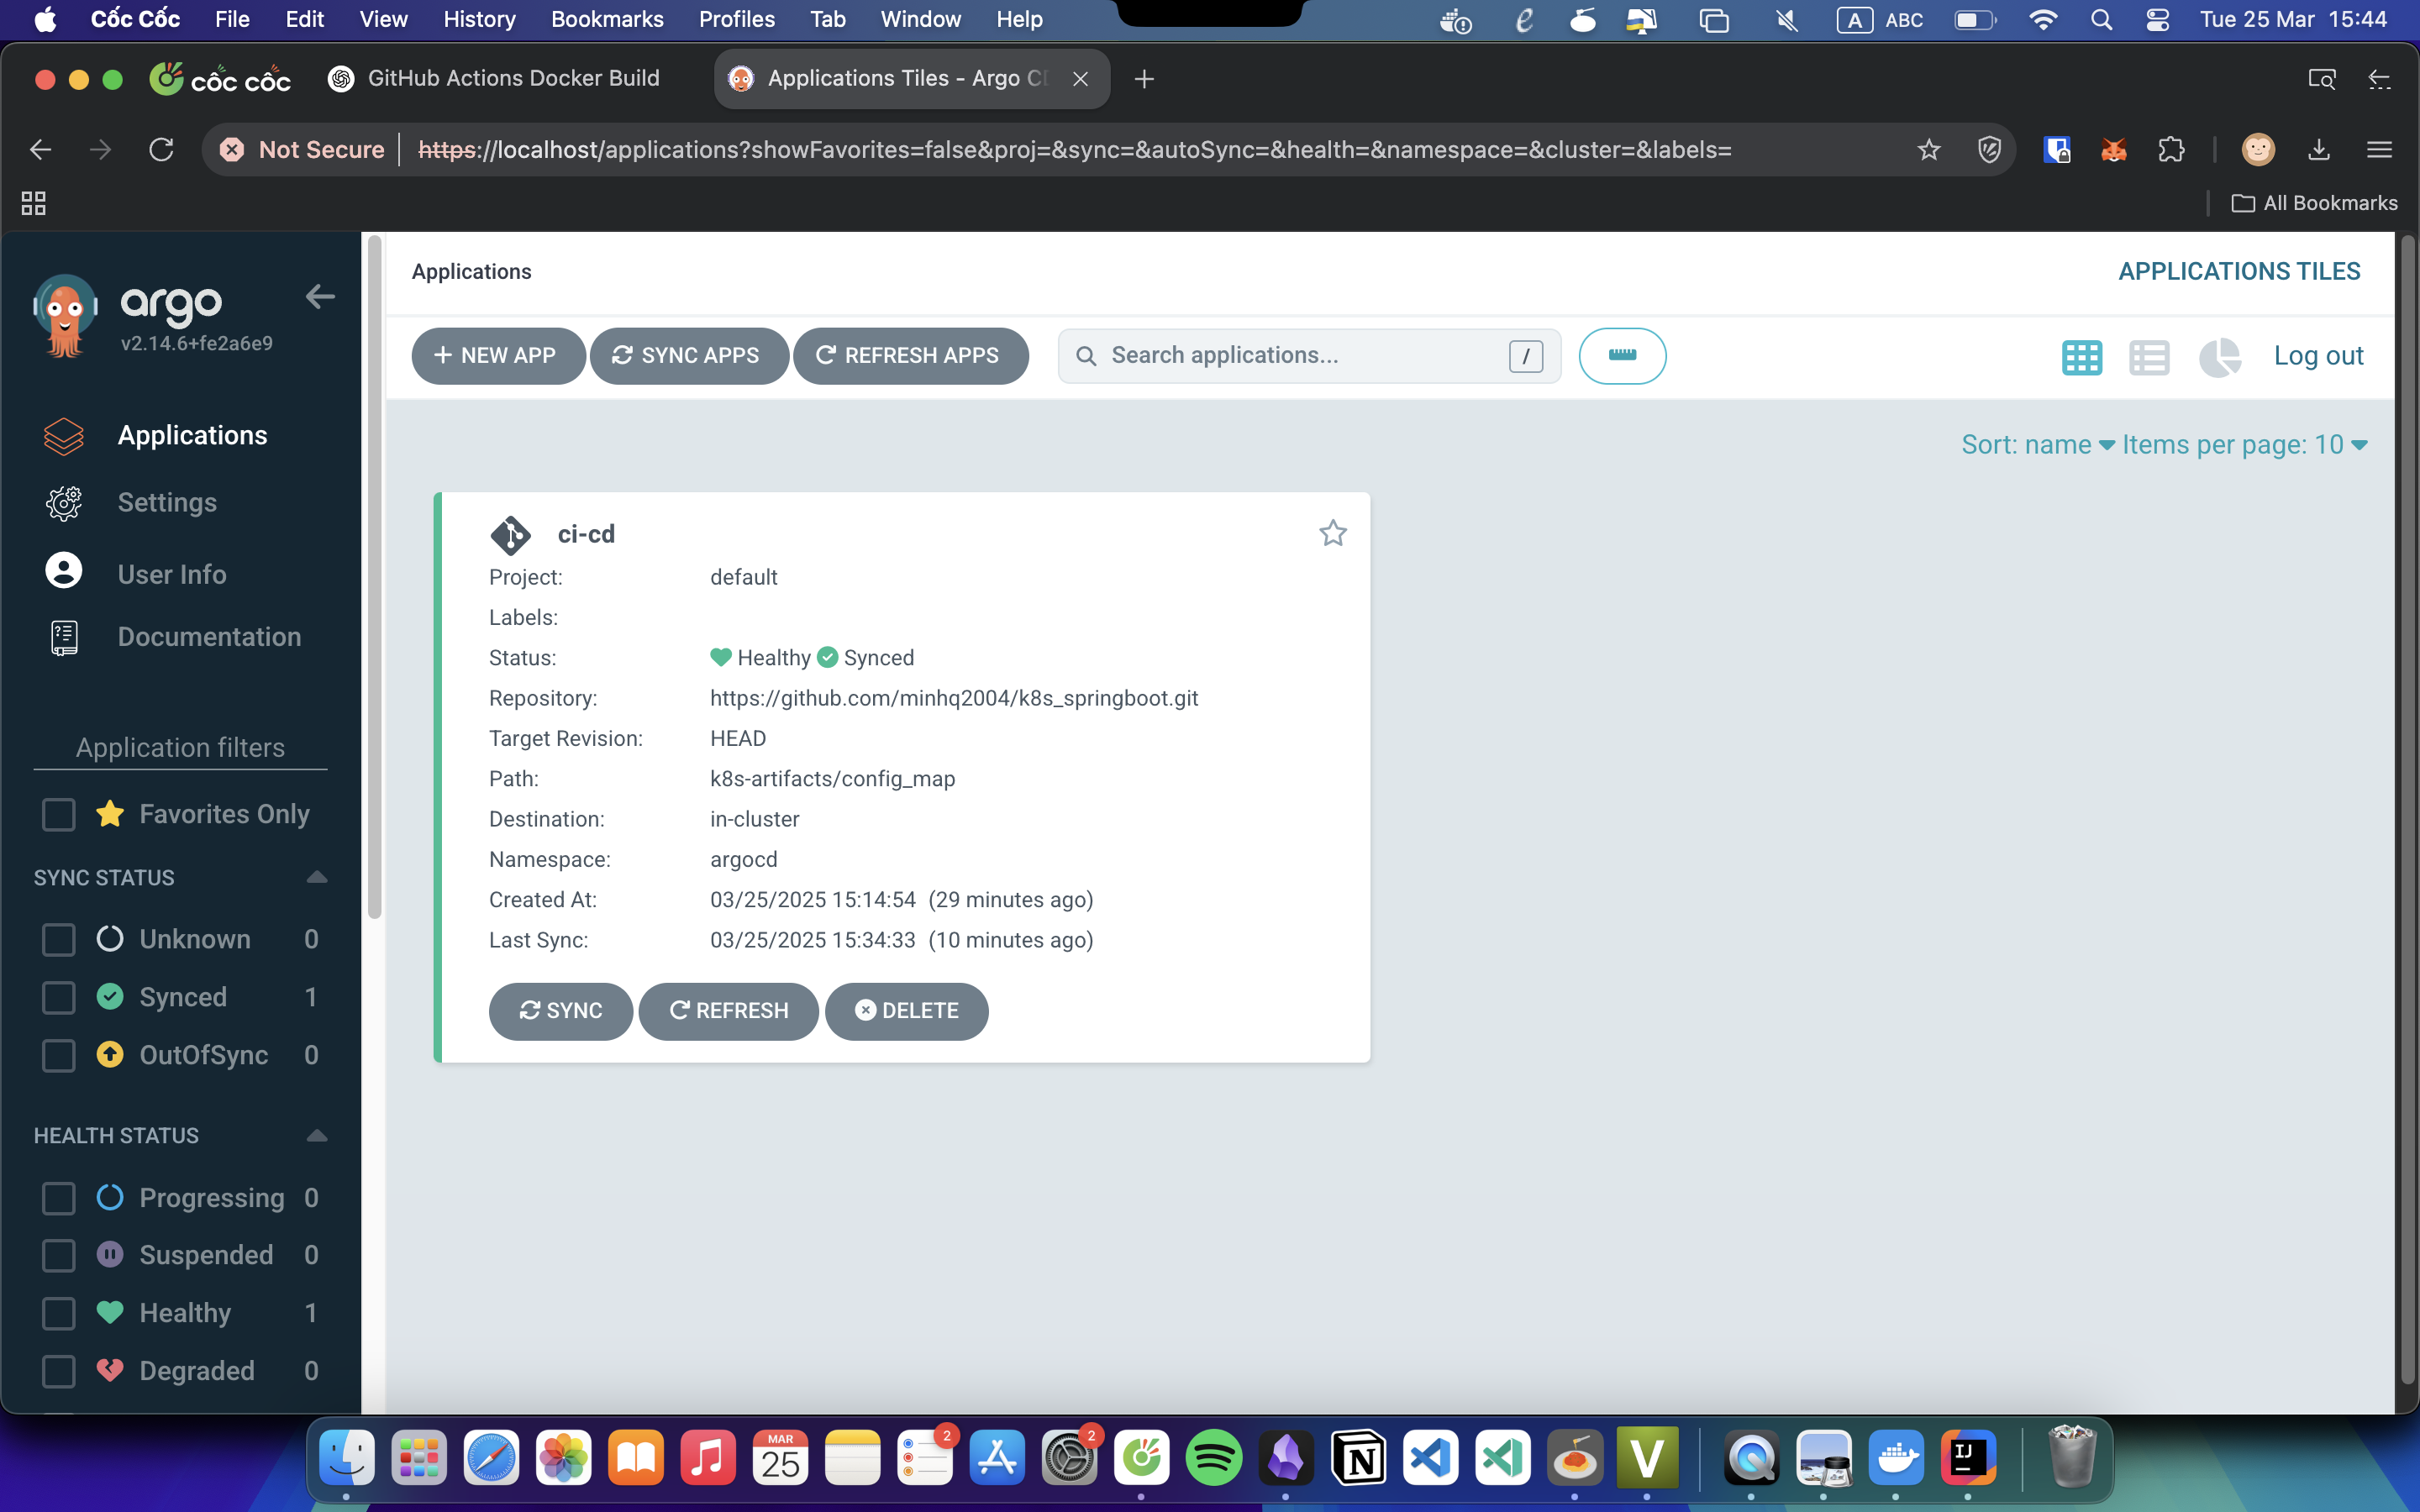 Cốc Cốc File Edit View History Bookmarks Profiles Tab Window Help A ABC Tue 25 Mar 15:44
cốc cốc GitHub Actions Docker Build Applications Tiles - Argo C
Not Secure https://localhost/applications?showFavorites=false&proj=&sync=&autoSync=&health=&namespace=&cluster=&labels=
All Bookmarks
argo
v2.14.6+fe2a6e9
Applications
Settings
User Info
Documentation
Application filters
Favorites Only
SYNC STATUS
Unknown 0
Synced 1
OutOfSync 0
HEALTH STATUS
Progressing 0
Suspended 0
Healthy 1
Degraded 0
Applications APPLICATIONS TILES
+ NEW APP SYNC APPS REFRESH APPS Search applications... / Log out
Sort: name Items per page: 10
ci-cd
Project: default
Labels:
Status: Healthy Synced
Repository: https://github.com/minhq2004/k8s_springboot.git
Target Revision: HEAD
Path: k8s-artifacts/config_map
Destination: in-cluster
Namespace: argocd
Created At: 03/25/2025 15:14:54 (29 minutes ago)
Last Sync: 03/25/2025 15:34:33 (10 minutes ago)
SYNC REFRESH DELETE
MAR
25
2
2
N
V
IJ